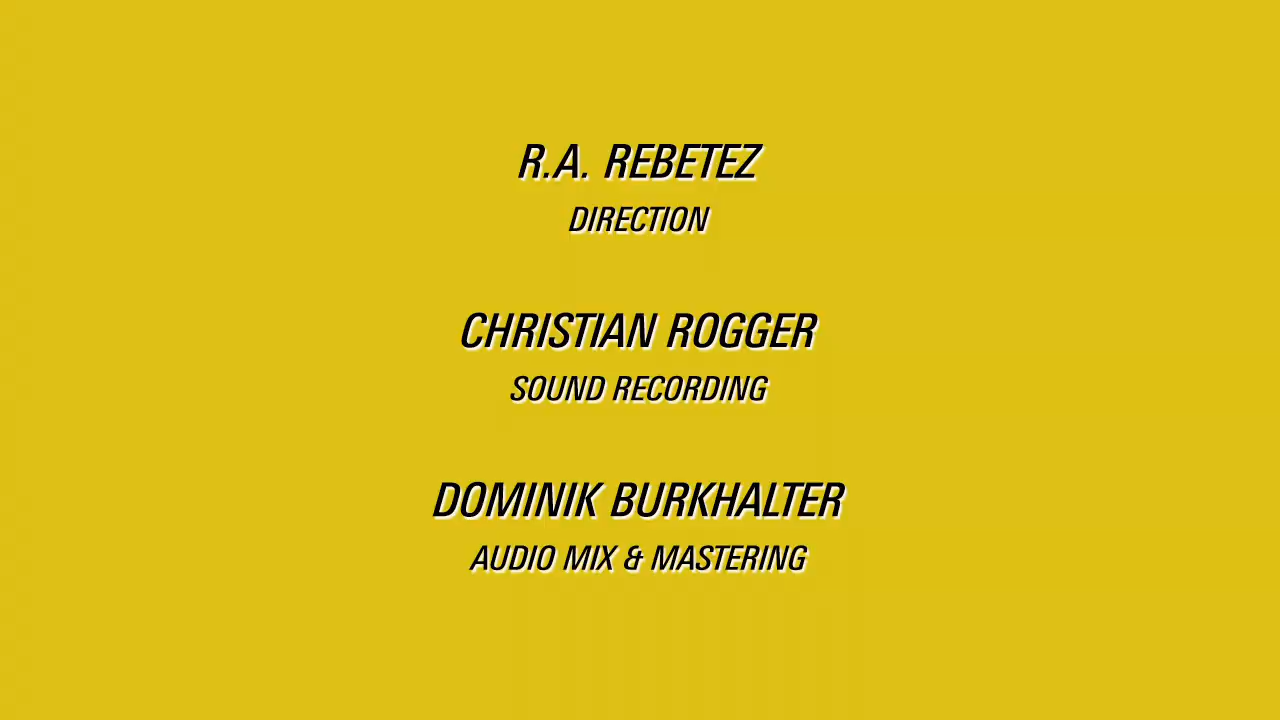 R.A. REBETEZ
DIRECTION
CHRISTIAN ROGGER
SOUND RECORDING
DOMINIK BURKHALTER
AUDIO MIX & MASTERING